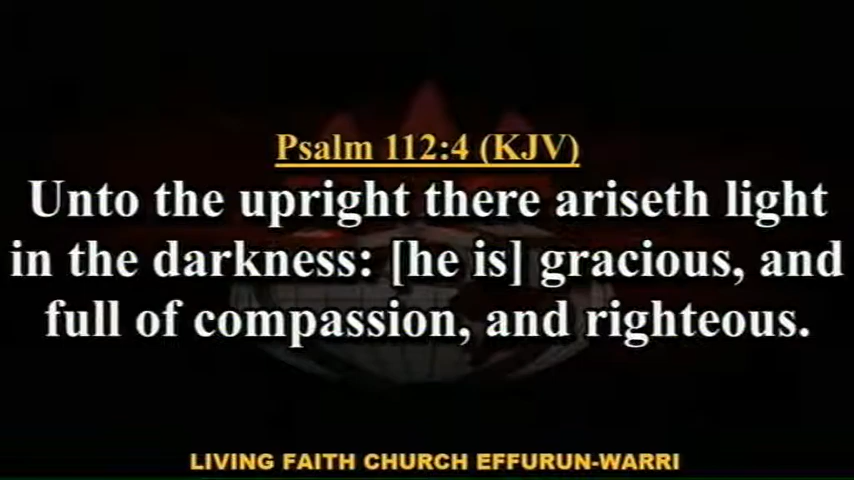 Psalm 112:4 (KJV)
Unto the upright there ariseth light
in the darkness: [he is] gracious, and
full of compassion, and righteous.
LIVING FAITH CHURCH EFFURUN-WARRI